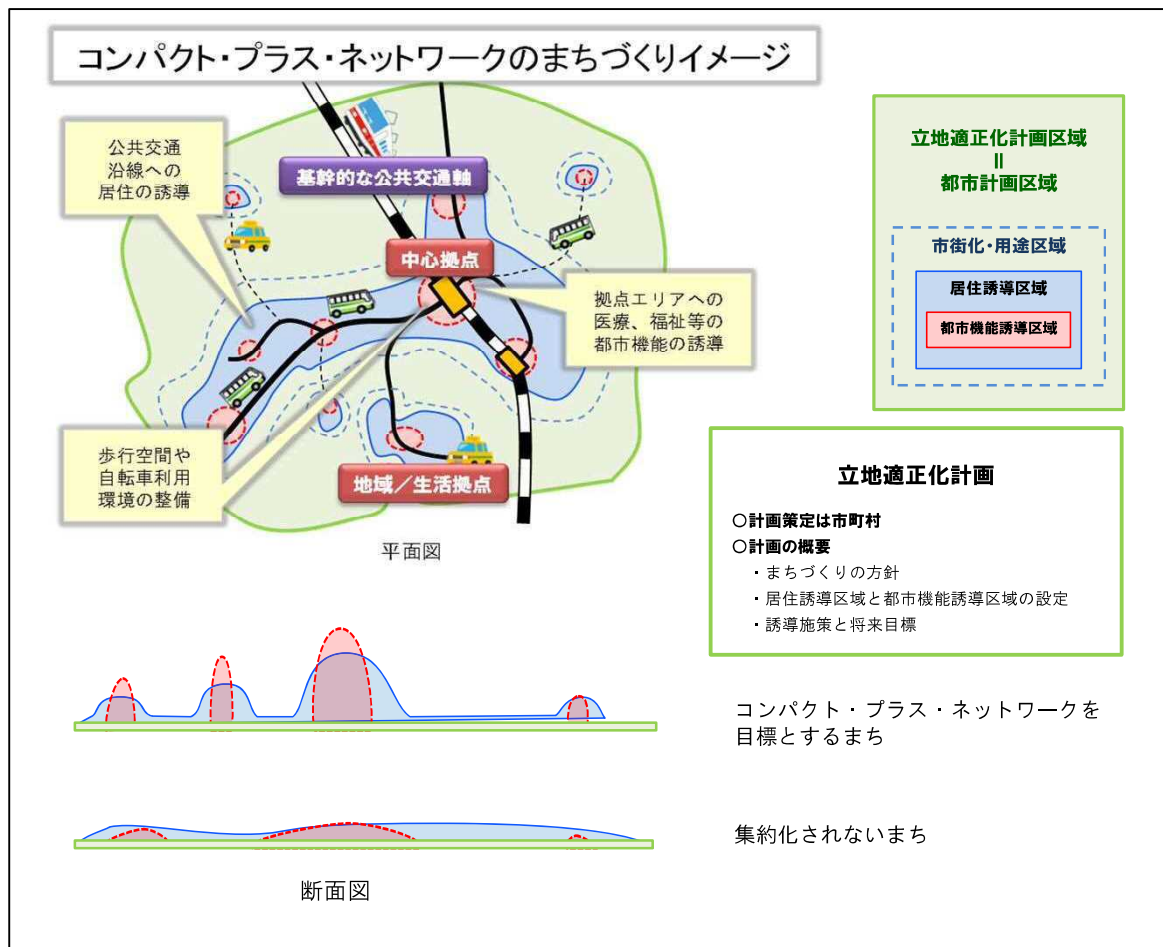 コンパクト・プラス・ネットワークのまちづくりイメージ
公共交通
沿線への
居住の誘導
基幹的な公共交通軸
中心拠点
拠点エリアへの
医療、福祉等の
都市機能の誘導
歩行空間や
自転車利用
環境の整備
地域／生活拠点
平面図
立地適正化計画区域
＝
都市計画区域
市街化・用途区域
居住誘導区域
都市機能誘導区域
立地適正化計画
○計画策定は市町村
○計画の概要
・まちづくりの方針
・居住誘導区域と都市機能誘導区域の設定
・誘導施策と将来目標
コンパクト・プラス・ネットワークを
目標とするまち
集約化されないまち
断面図